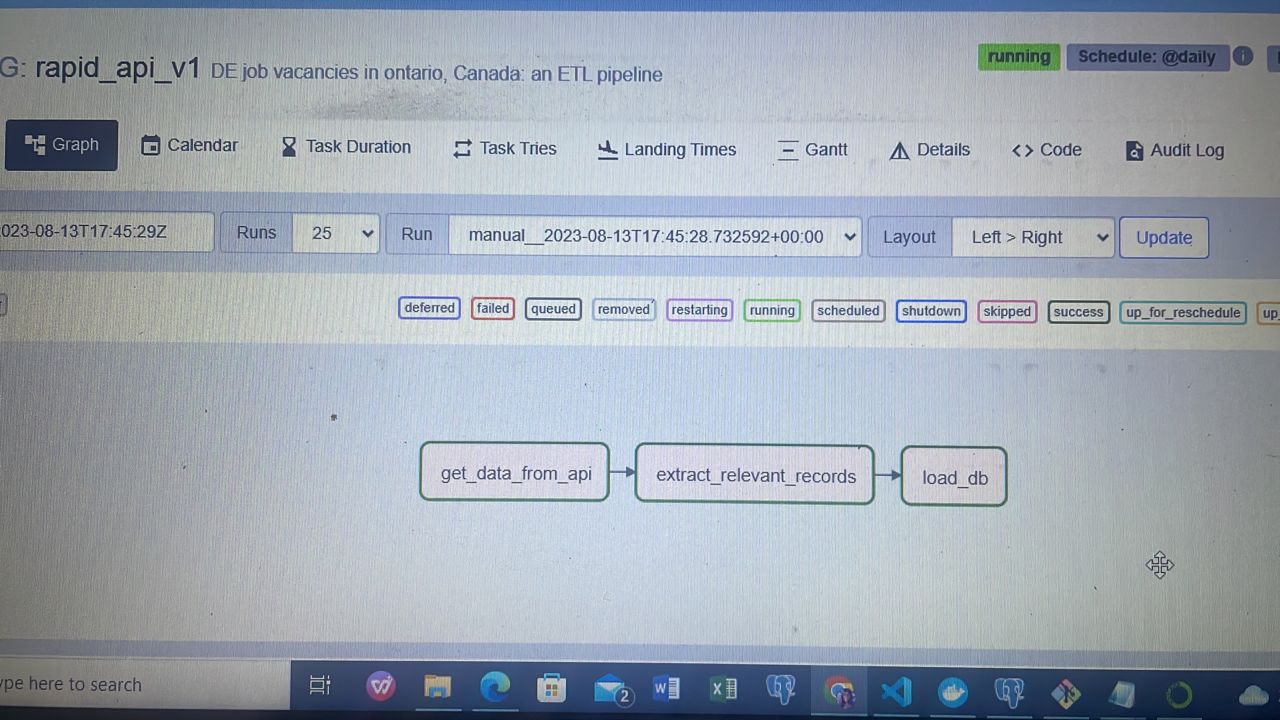 G: rapid_api_v1 DE job vacancies in ontario, Canada: an ETL pipeline
running Schedule: @daily
Graph Calendar Task Duration Task Tries Landing Times Gantt Details Code Audit Log
023-08-13T17:45:29Z Runs 25 Run manual__2023-08-13T17:45:28.732592+00:00 Layout Left > Right Update
deferred failed queued removed restarting running scheduled shutdown skipped success up_for_reschedule up_
get_data_from_api extract_relevant_records load_db
ype here to search
2